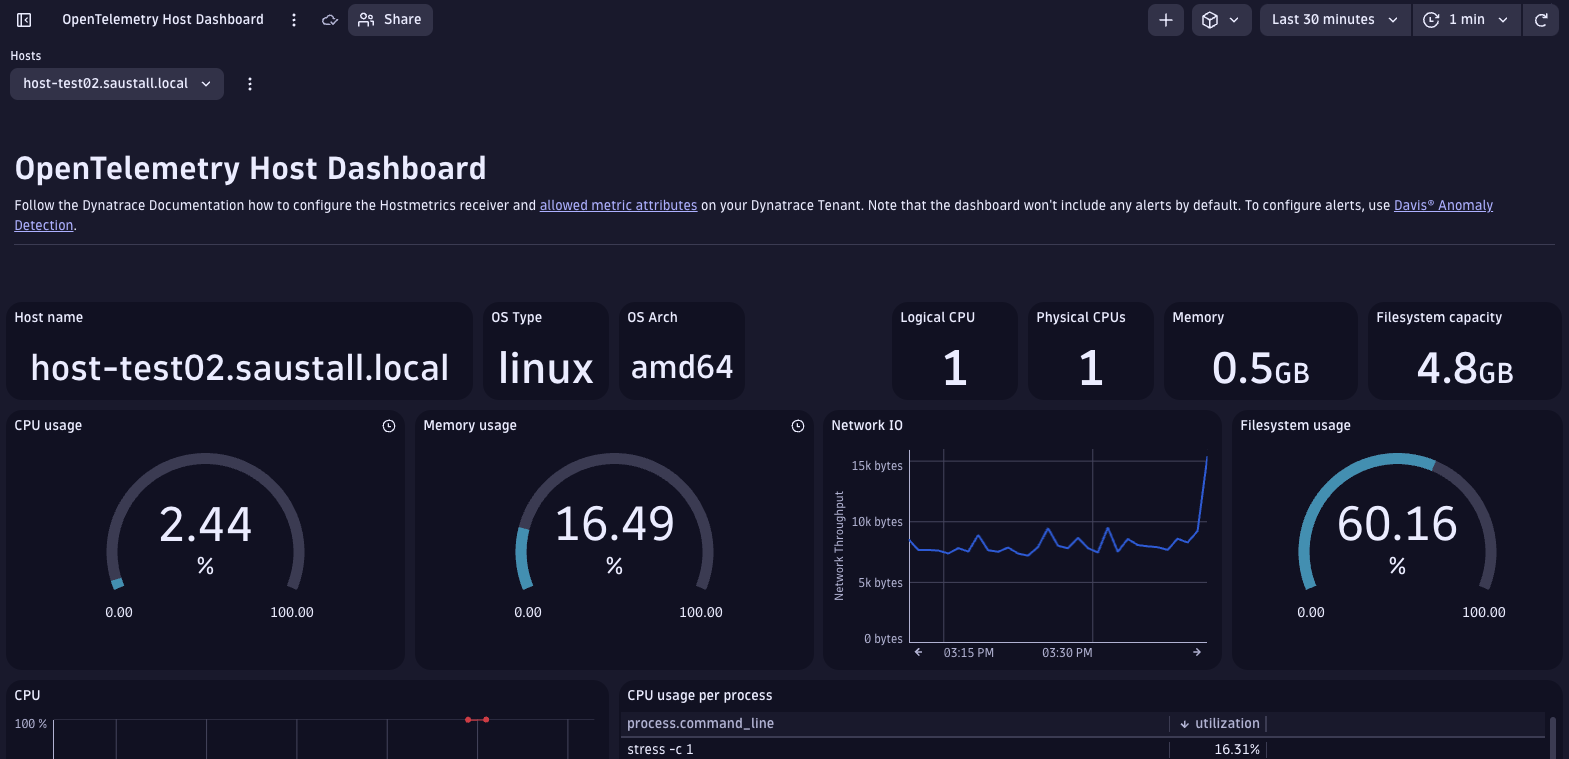 OpenTelemetry Host Dashboard
Share
Last 30 minutes
1 min
Hosts
host-test02.saustall.local
OpenTelemetry Host Dashboard
Follow the Dynatrace Documentation how to configure the Hostmetrics receiver and allowed metric attributes on your Dynatrace Tenant. Note that the dashboard won't include any alerts by default. To configure alerts, use Davis® Anomaly
Detection.
Host name
host-test02.saustall.local
OS Type
linux
OS Arch
amd64
Logical CPU
1
Physical CPUs
1
Memory
0.5GB
Filesystem capacity
4.8GB
CPU usage
2.44
%
0.00 100.00
Memory usage
16.49
%
0.00 100.00
Network IO
Network Throughput
15k bytes
10k bytes
5k bytes
0 bytes
03:15 PM 03:30 PM
Filesystem usage
60.16
%
0.00 100.00
CPU
100 %
CPU usage per process
process.command_line utilization
stress -c 1 16.31%